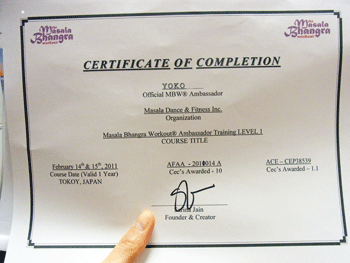 The
Masala
Bhangra
workout
The
Masala
Bhangra
workout
CERTIFICATE OF COMPLETION
YOKO
Official MBW® Ambassador
Masala Dance & Fitness Inc.
Organization
Masala Bhangra Workout® Ambassador Training LEVEL 1
COURSE TITLE
February 14th & 15th, 2011
Course Date (Valid 1 Year)
TOKOY, JAPAN
Cec's Awarded - 10
ACE – CEP38539
Cec's Awarded – 1.1
Jain
Founder & Creator